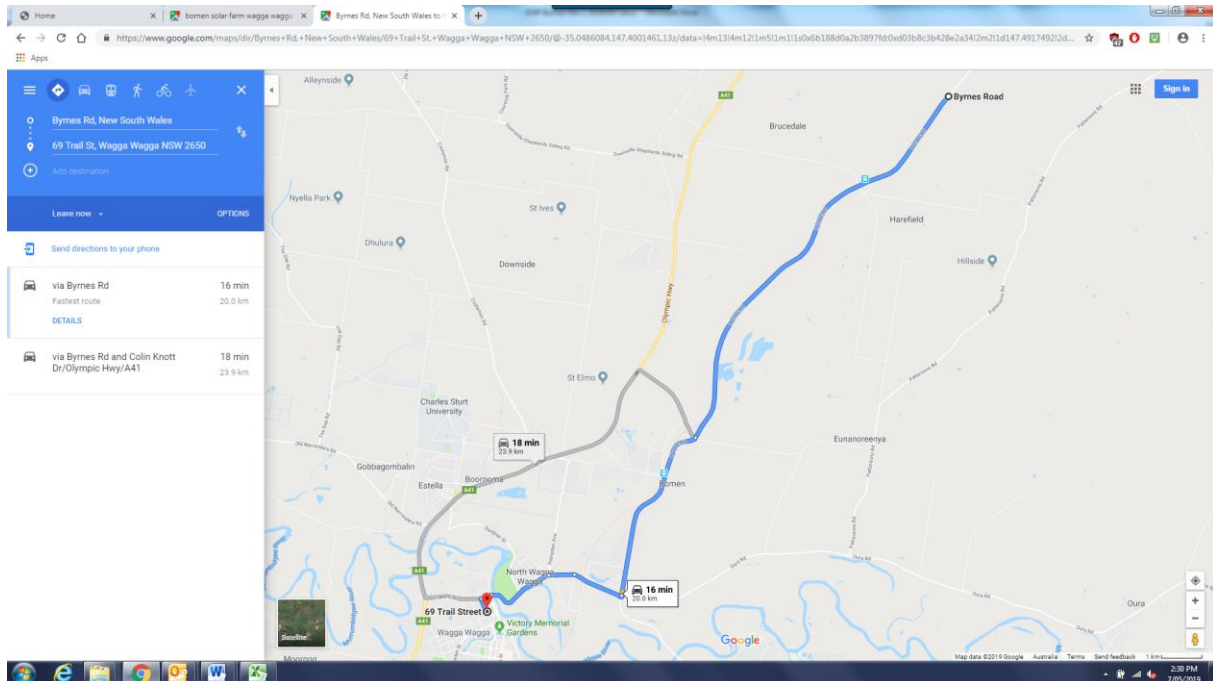 Home
bomen solar farm wagga wagga
Byrnes Rd, New South Wales to
Apps
Byrnes Rd, New South Wales
69 Trail St, Wagga Wagga NSW 2650
Add destination
Leave now
OPTIONS
Send directions to your phone
via Byrnes Rd
16 min
Fastest route
20.0 km
DETAILS
via Byrnes Rd and Colin Knott
Dr/Olympic Hwy/A41
18 min
23.9 km
Sign in
Alleynside
A41
Byrnes Road
Brucedale
Nyella Park
St Ives
Harefield
Dhulura
Downside
Hillside
Olympic Hwy
St Elmo
Charles Sturt
University
18 min
23.9 km
Eunanoreenya
Gobbagombalin
Estella
Boorooma
A41
Bomen
Oura Rd
A41
North Wagga
Wagga
16 min
20.0 km
69 Trail Street
Victory Memorial
Gardens
Wagga Wagga
Oura
Satellite
Moorong
Google
Map data ©2019 Google
Australia
Terms
Send feedback
1 km
2:30 PM
7/05/2019